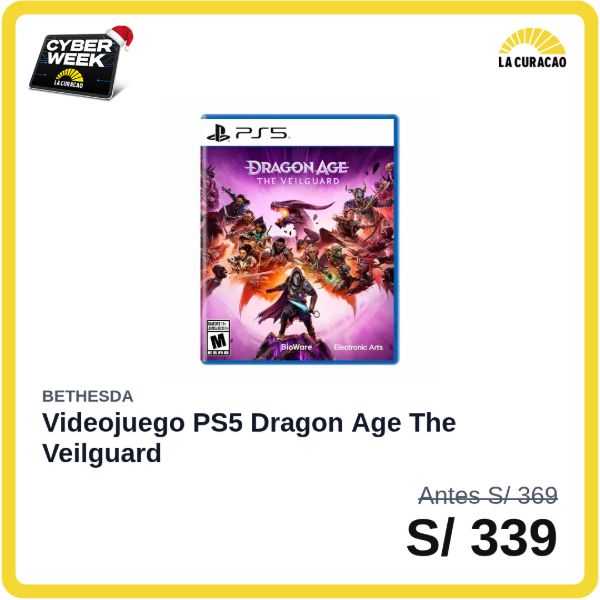 CYBER
WEEK
LA CURACAO
LA CURACAO
PS5
DRAGON AGE
THE VEILGUARD
M
ESRB
BioWare
Electronic Arts
BETHESDA
Videojuego PS5 Dragon Age The
Veilguard
Antes S/ 369
S/ 339